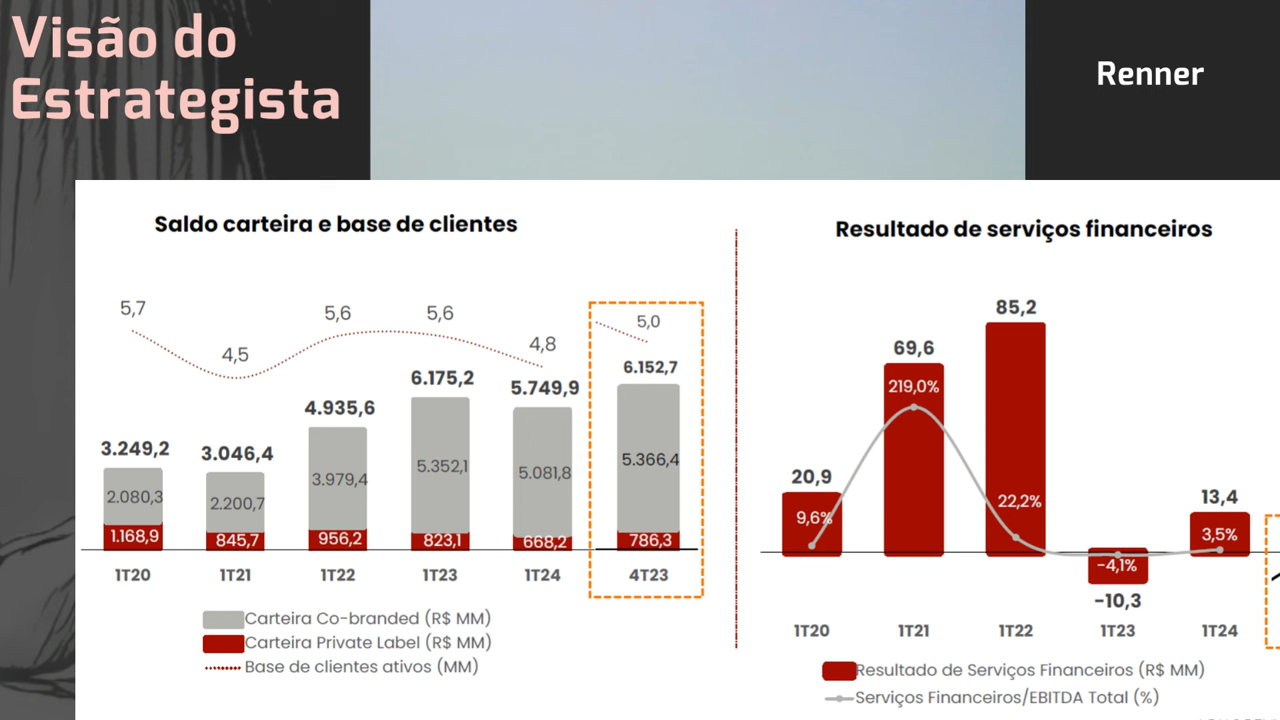 Visão do
Estrategista
Renner
Saldo carteira e base de clientes
5,7
4,5
5,6
5,6
4,8
5,0
3.249,2
3.046,4
4.935,6
6.175,2
5.749,9
6.152,7
2.080,3
2.200,7
3.979,4
5.352,1
5.081,8
5.366,4
1.168,9
845,7
956,2
823,1
668,2
786,3
1T20
1T21
1T22
1T23
1T24
4T23
Carteira Co-branded (R$ MM)
Carteira Private Label (R$ MM)
Base de clientes ativos (MM)
Resultado de serviços financeiros
20,9
69,6
85,2
-10,3
13,4
9,6%
219,0%
22,2%
-4,1%
3,5%
1T20
1T21
1T22
1T23
1T24
Resultado de Serviços Financeiros (R$ MM)
Serviços Financeiros/EBITDA Total (%)